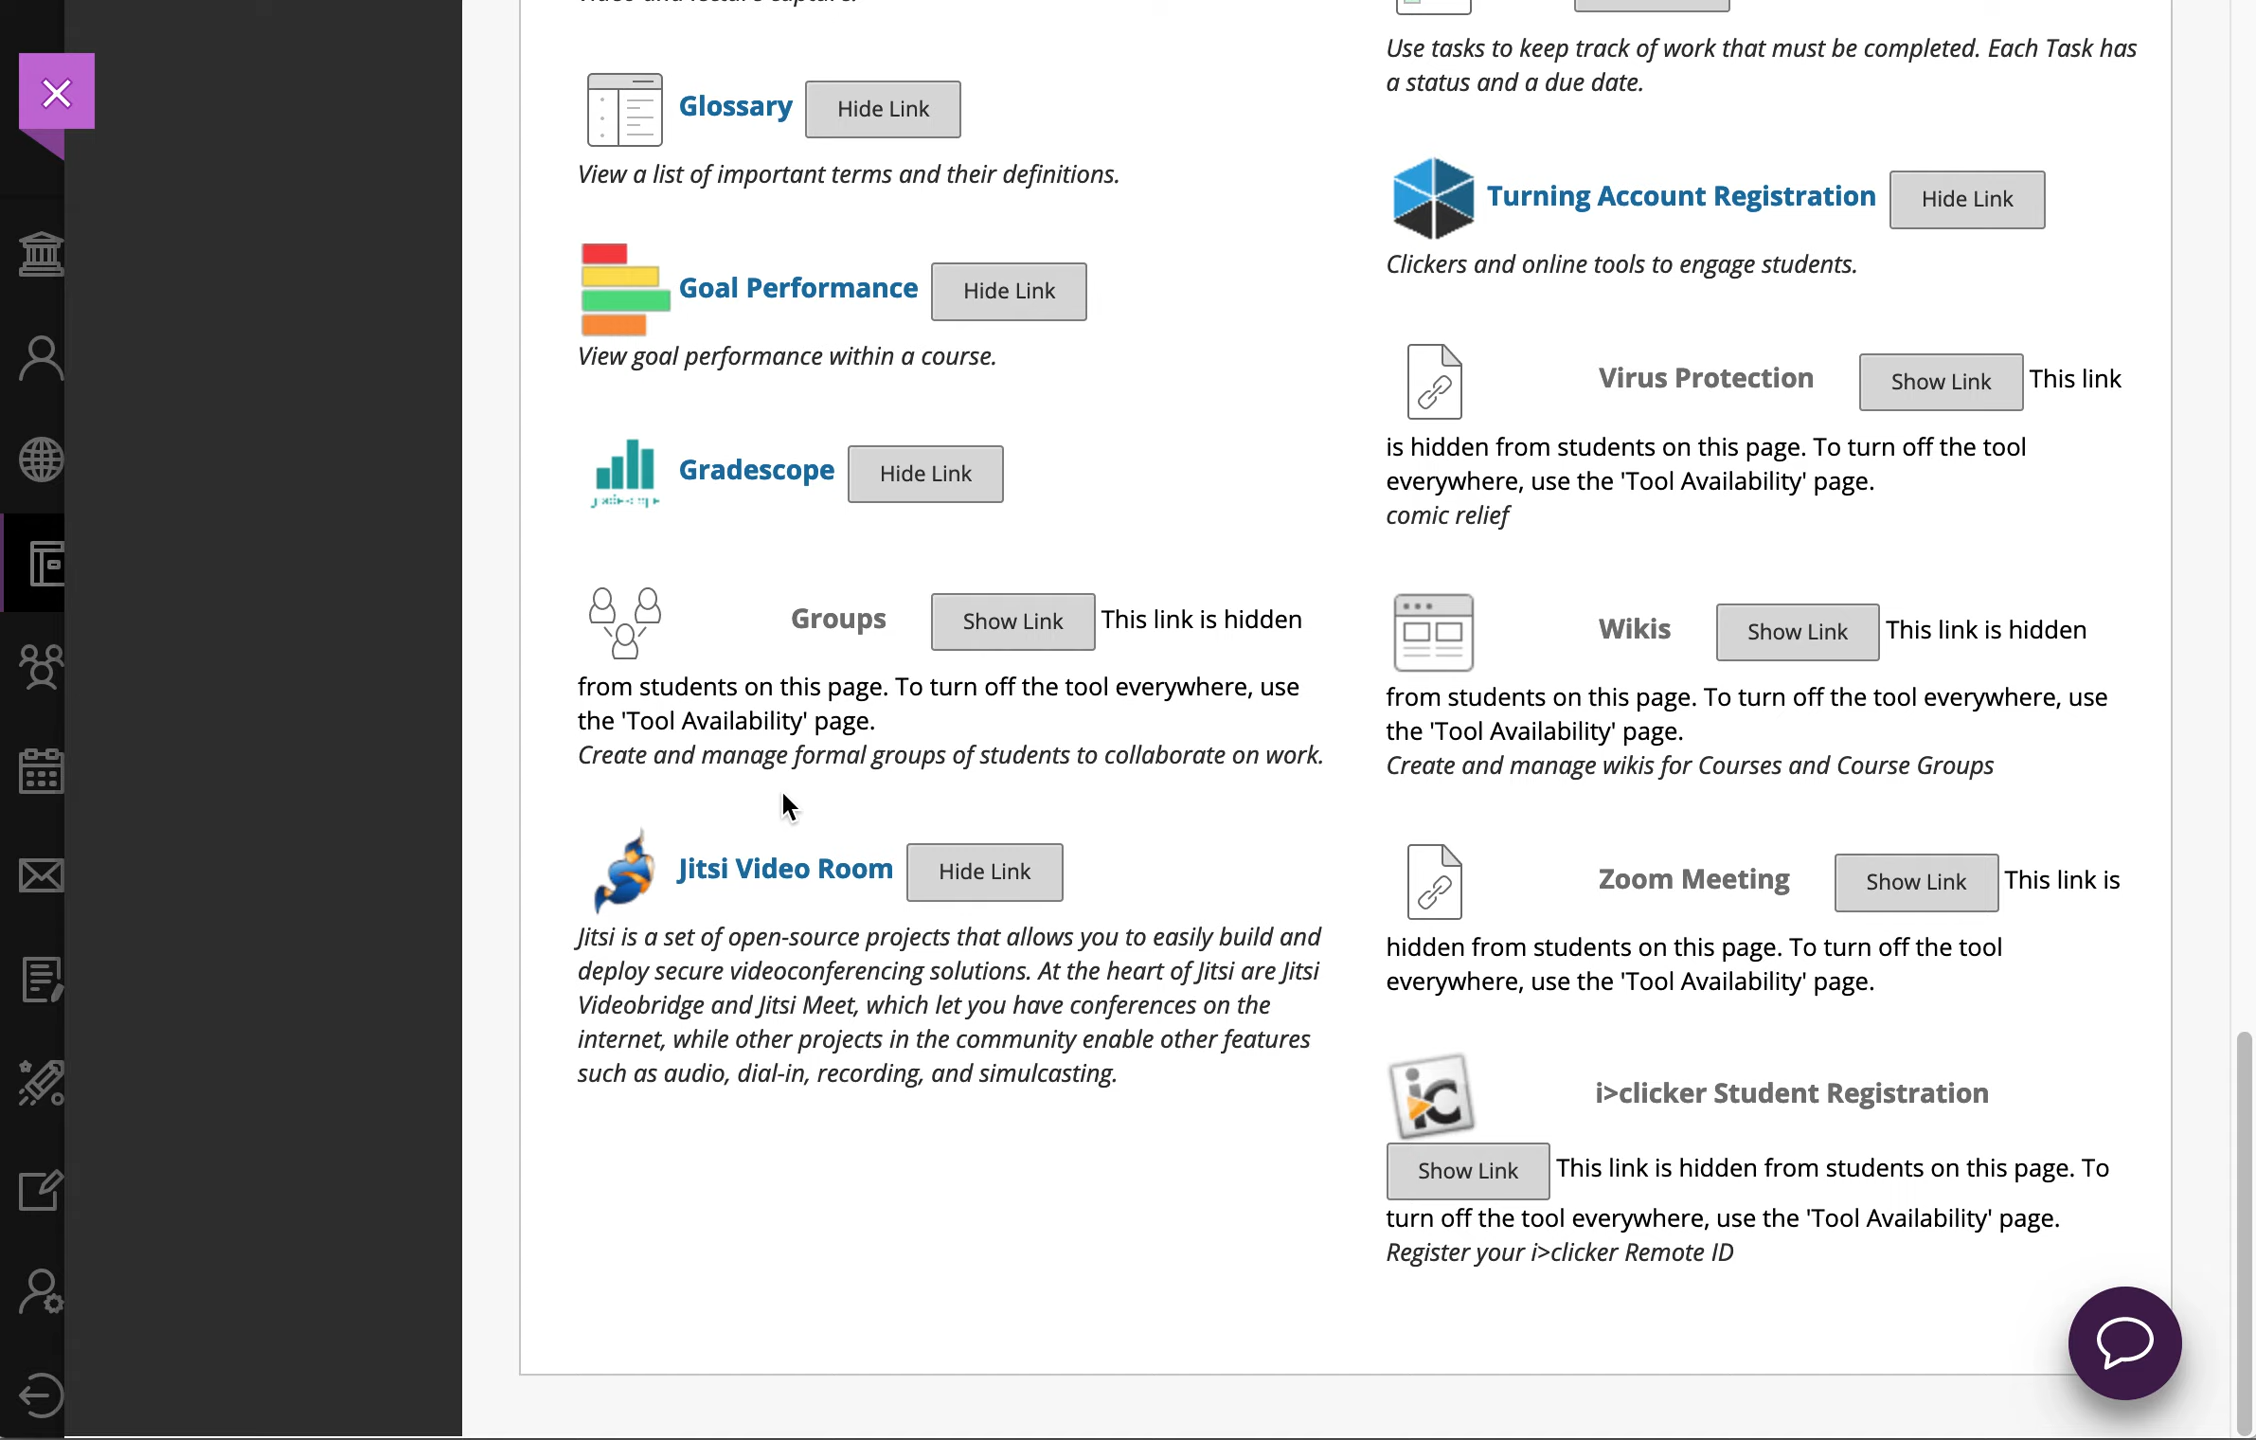 Glossary Hide Link
View a list of important terms and their definitions.
Goal Performance Hide Link
View goal performance within a course.
Gradescope Hide Link
Groups Show Link This link is hidden
from students on this page. To turn off the tool everywhere, use
the 'Tool Availability' page.
Create and manage formal groups of students to collaborate on work.
Jitsi Video Room Hide Link
Jitsi is a set of open-source projects that allows you to easily build and
deploy secure videoconferencing solutions. At the heart of Jitsi are Jitsi
Videobridge and Jitsi Meet, which let you have conferences on the
internet, while other projects in the community enable other features
such as audio, dial-in, recording, and simulcasting.
Use tasks to keep track of work that must be completed. Each Task has
a status and a due date.
Turning Account Registration Hide Link
Clickers and online tools to engage students.
Virus Protection Show Link This link
is hidden from students on this page. To turn off the tool
everywhere, use the 'Tool Availability' page.
comic relief
Wikis Show Link This link is hidden
from students on this page. To turn off the tool everywhere, use
the 'Tool Availability' page.
Create and manage wikis for Courses and Course Groups
Zoom Meeting Show Link This link is
hidden from students on this page. To turn off the tool
everywhere, use the 'Tool Availability' page.
ic
i>clicker Student Registration
Show Link This link is hidden from students on this page. To
turn off the tool everywhere, use the 'Tool Availability' page.
Register your i>clicker Remote ID